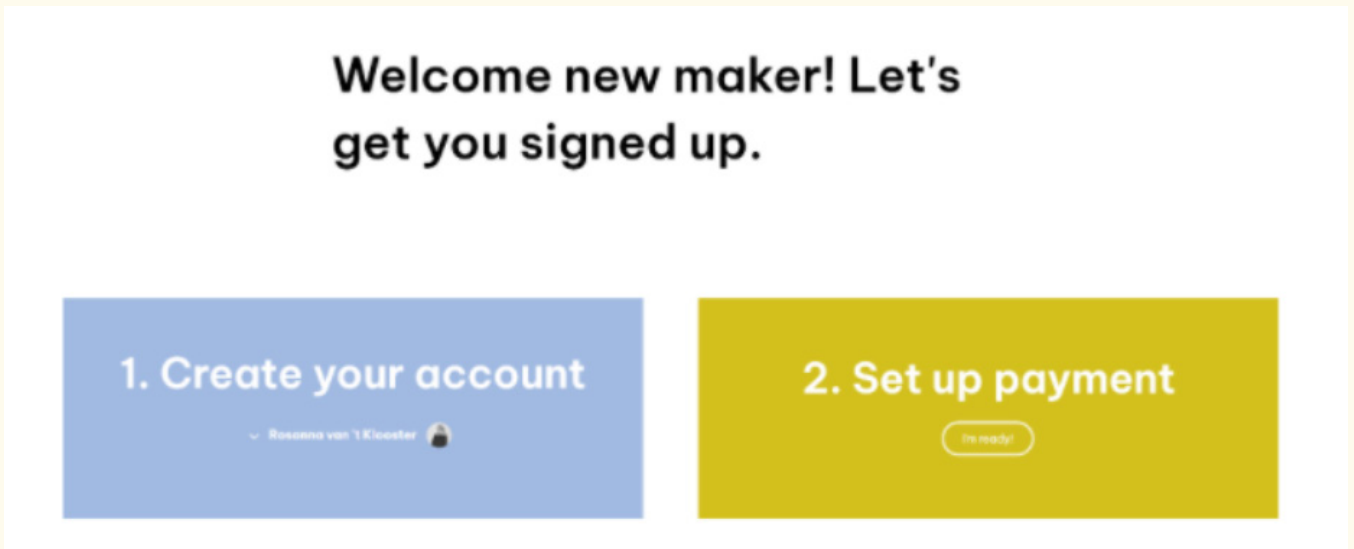 Welcome new maker! Let's
get you signed up.
1. Create your account
Rosanna van 't Klooster
2. Set up payment
I'm ready!